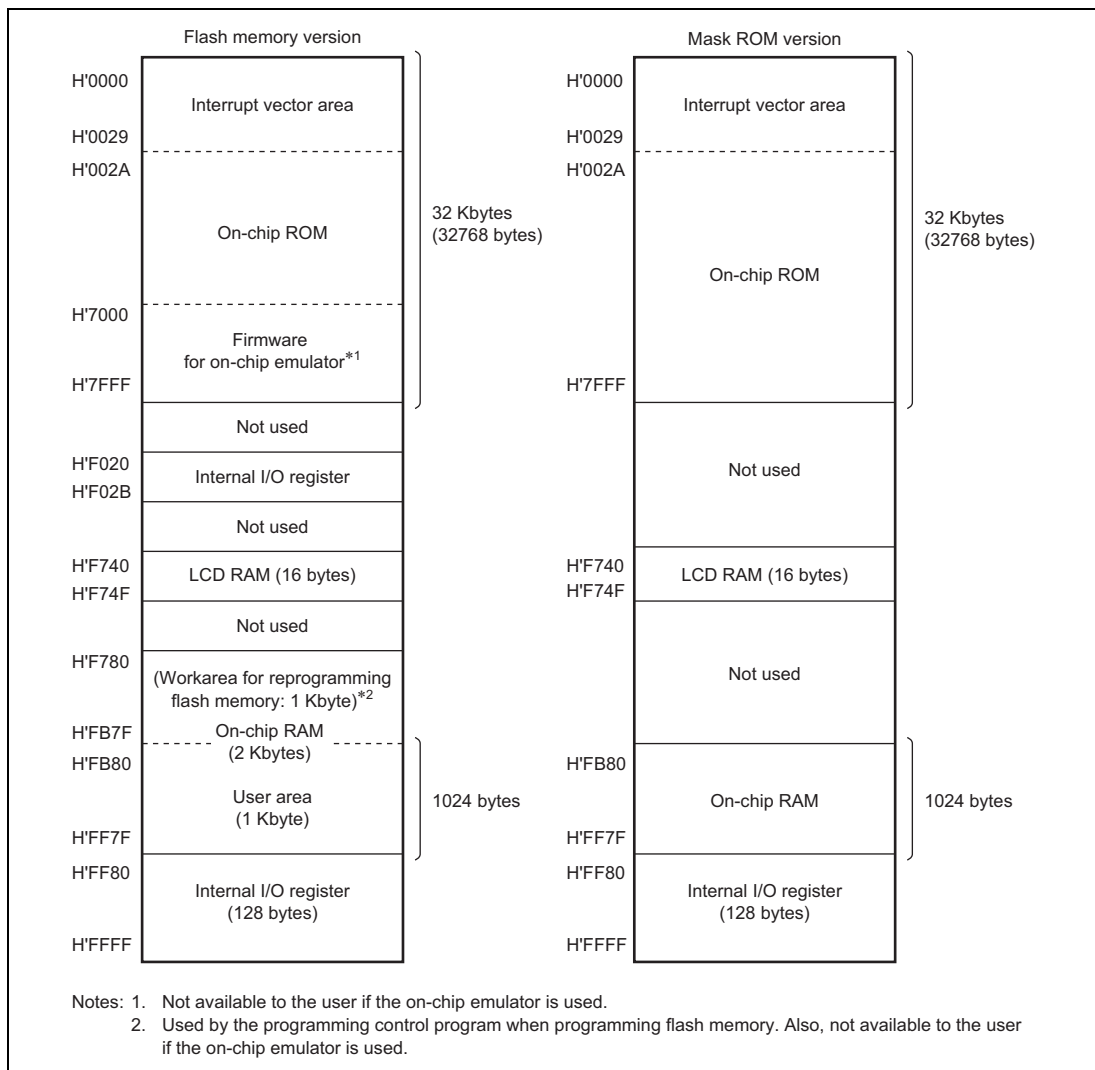 Flash memory version
H'0000
Interrupt vector area
H'0029
H'002A
On-chip ROM
32 Kbytes
(32768 bytes)
H'7000
Firmware
for on-chip emulator*1
H'7FFF
Not used
H'F020
Internal I/O register
H'F02B
Not used
H'F740
LCD RAM (16 bytes)
H'F74F
Not used
H'F780
(Workarea for reprogramming
flash memory: 1 Kbyte)*2
H'FB7F
On-chip RAM
(2 Kbytes)
H'FB80
User area
(1 Kbyte)
1024 bytes
H'FF7F
H'FF80
Internal I/O register
(128 bytes)
H'FFFF
Mask ROM version
H'0000
Interrupt vector area
H'0029
H'002A
32 Kbytes
(32768 bytes)
On-chip ROM
H'7FFF
Not used
H'F740
LCD RAM (16 bytes)
H'F74F
Not used
H'FB80
On-chip RAM
1024 bytes
H'FF7F
H'FF80
Internal I/O register
(128 bytes)
H'FFFF
Notes: 1. Not available to the user if the on-chip emulator is used.
2. Used by the programming control program when programming flash memory. Also, not available to the user
if the on-chip emulator is used.